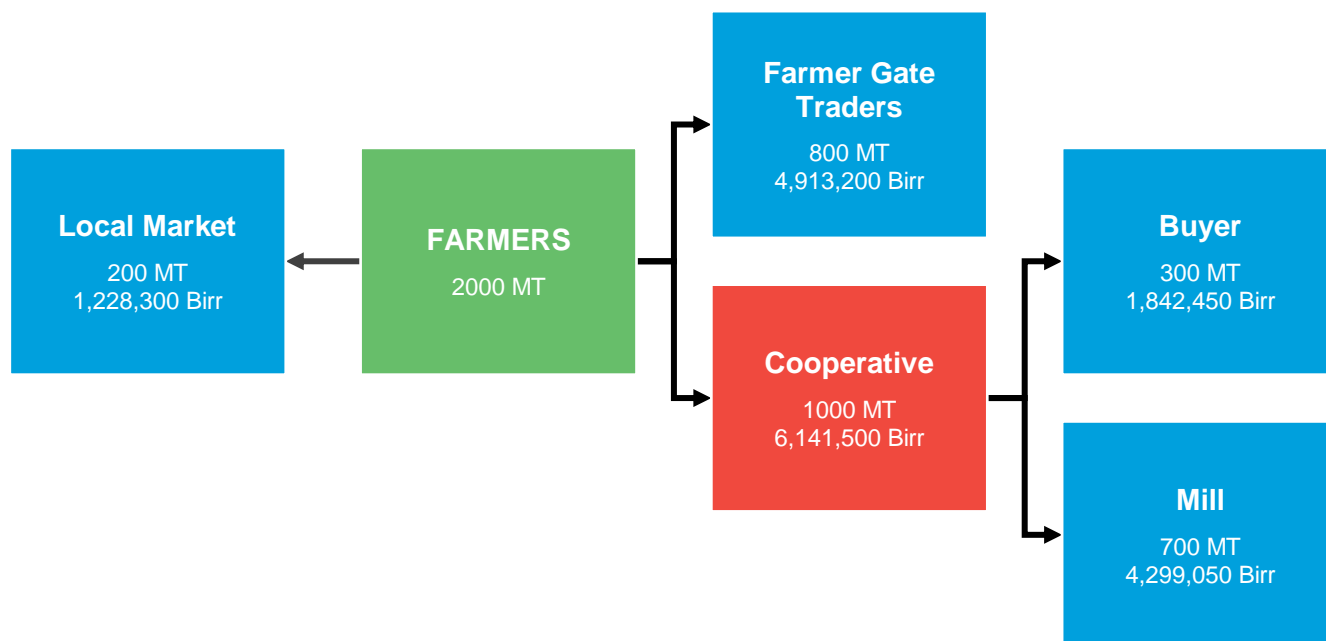 Local Market
200 MT
1,228,300 Birr
FARMERS
2000 MT
Farmer Gate
Traders
800 MT
4,913,200 Birr
Cooperative
1000 MT
6,141,500 Birr
Buyer
300 MT
1,842,450 Birr
Mill
700 MT
4,299,050 Birr